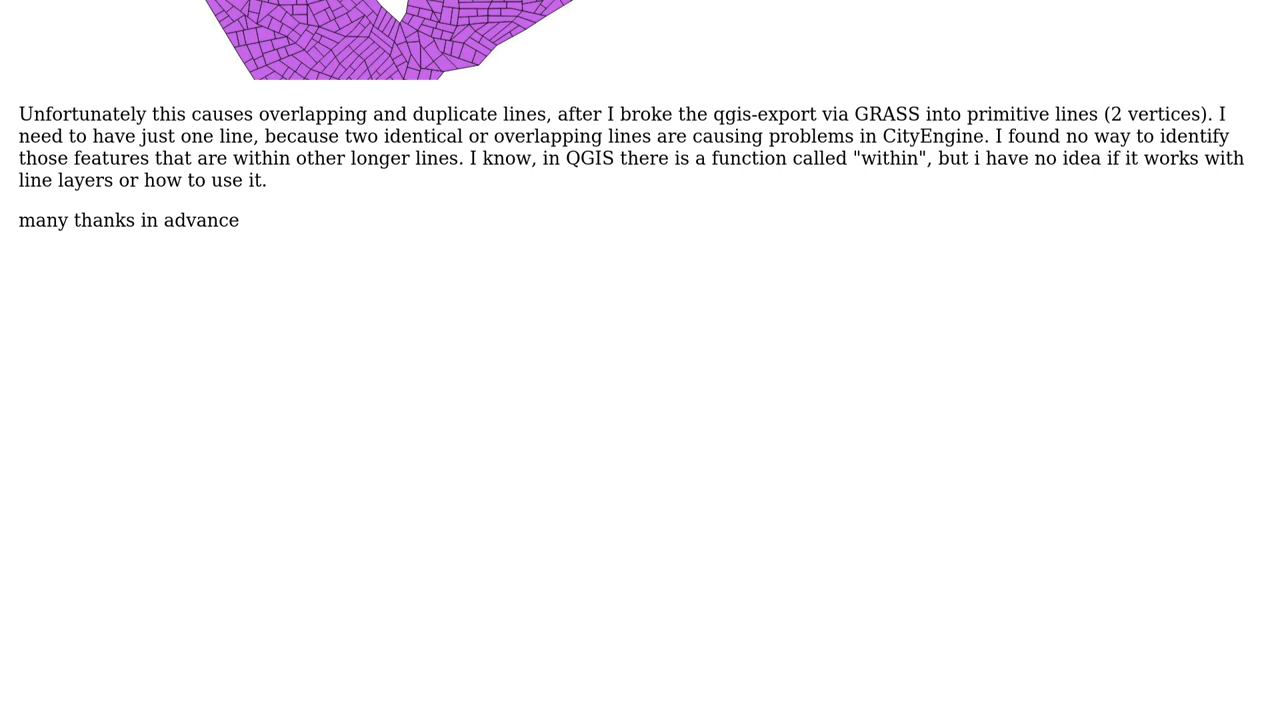 Unfortunately this causes overlapping and duplicate lines, after I broke the qgis-export via GRASS into primitive lines (2 vertices). I
need to have just one line, because two identical or overlapping lines are causing problems in CityEngine. I found no way to identify
those features that are within other longer lines. I know, in QGIS there is a function called "within", but i have no idea if it works with
line layers or how to use it.
many thanks in advance